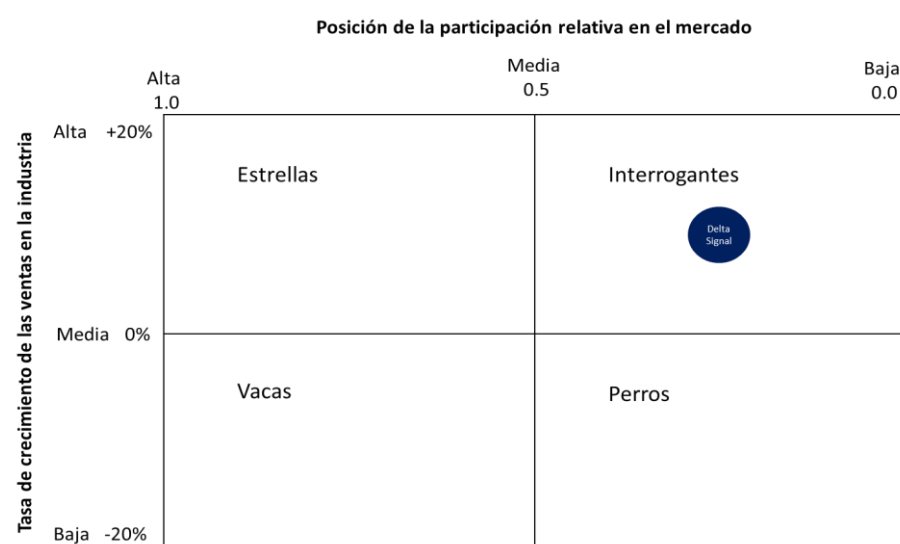 Posición de la participación relativa en el mercado
Alta
1.0
Media
0.5
Baja
0.0
Tasa de crecimiento de las ventas en la industria
Alta +20%
Estrellas
Interrogantes
Delta
Signal
Media 0%
Vacas
Perros
Baja -20%